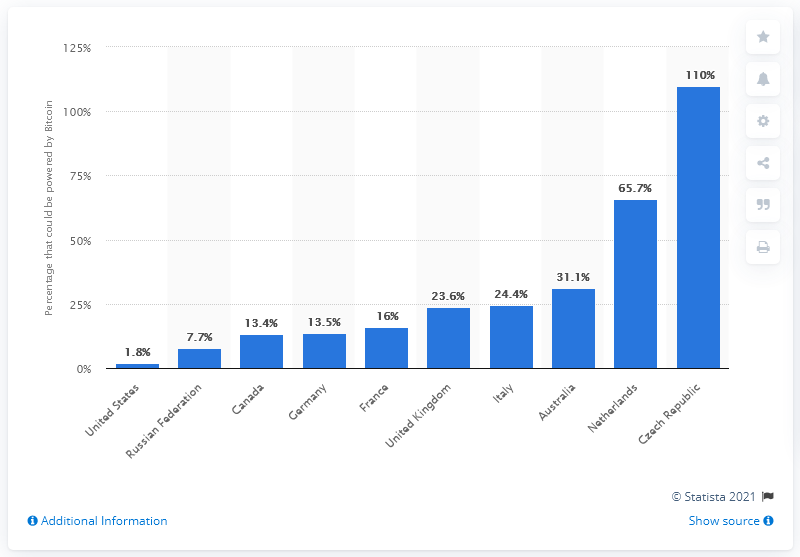 125%
100%
75%
50%
25%
0%
Percentage that could be powered by Bitcoin
1.8%
7.7%
13.4%
13.5%
16%
23.6%
24.4%
31.1%
65.7%
110%
United States
Russian Federation
Canada
Germany
France
United Kingdom
Italy
Australia
Netherlands
Czech Republic
© Statista 2021
Additional Information
Show source